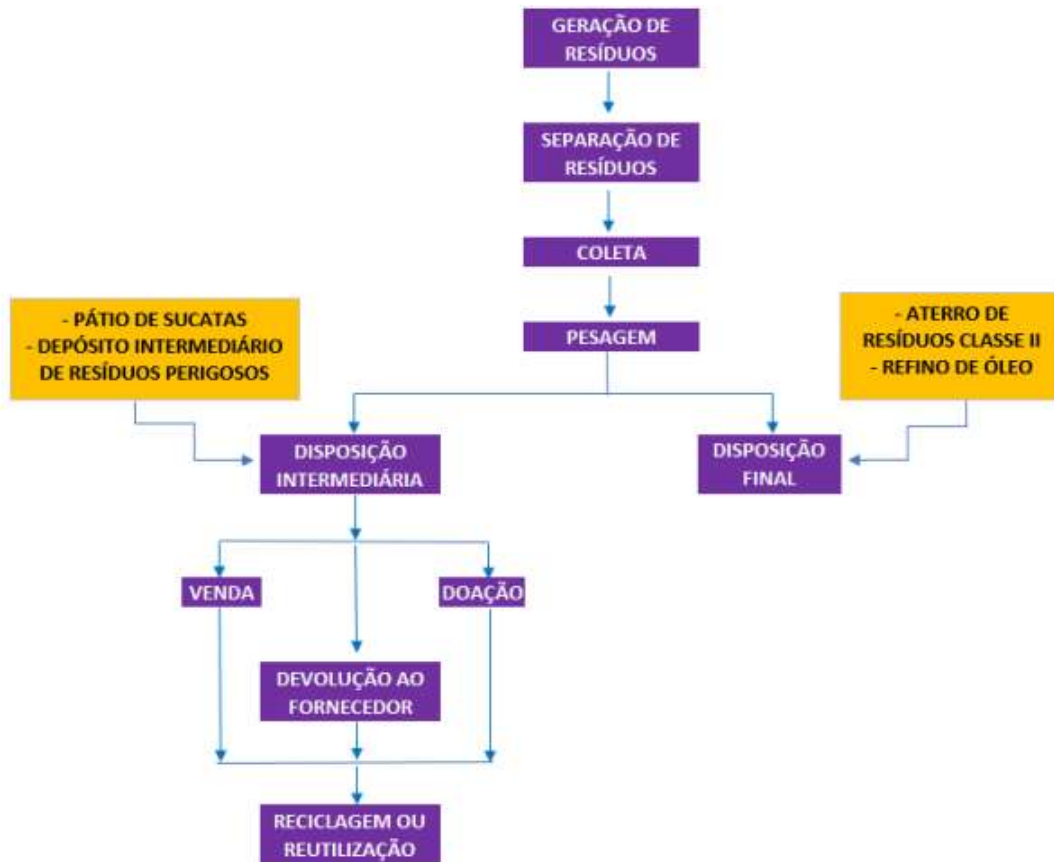 GERAÇÃO DE
RESÍDUOS
SEPARAÇÃO DE
RESÍDUOS
COLETA
PESAGEM
- PÁTIO DE SUCATAS
- DEPÓSITO INTERMEDIÁRIO
DE RESÍDUOS PERIGOSOS
- ATERRO DE
RESÍDUOS CLASSE II
- REFINO DE ÓLEO
DISPOSIÇÃO
INTERMEDIÁRIA
DISPOSIÇÃO
FINAL
VENDA
DOAÇÃO
DEVOLUÇÃO AO
FORNECEDOR
RECICLAGEM OU
REUTILIZAÇÃO